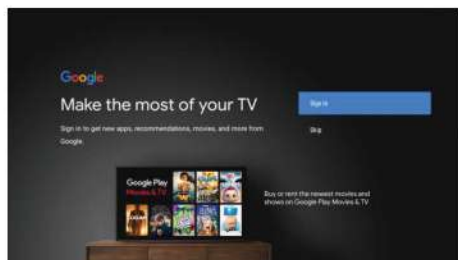 Google
Make the most of your TV
Sign in
Sign in to get new apps, recommendations, movies, and more from
Google.
Skip
Google Play
Movies & TV
Buy or rent the newest movies and
shows on Google Play Movies & TV
LOGAN